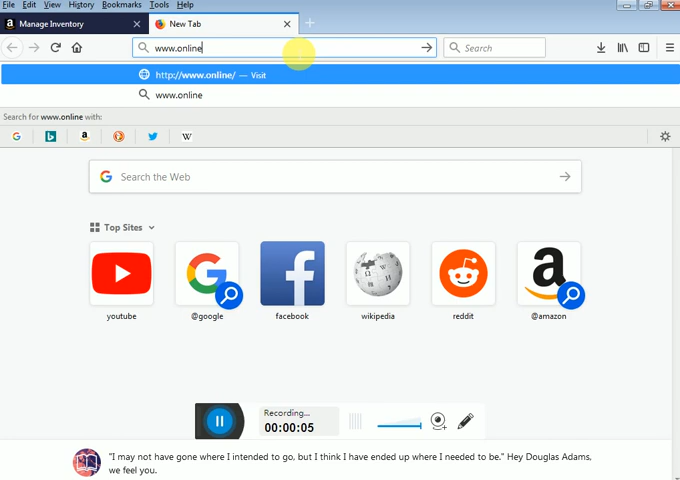 File Edit View History Bookmarks Tools Help
Manage Inventory
New Tab
www.online
Search
http://www.online/ — Visit
www.online
Search for www.online with:
Search the Web
Top Sites
youtube
@google
facebook
wikipedia
reddit
@amazon
Recording...
00:00:05
"I may not have gone where I intended to go, but I think I have ended up where I needed to be." Hey Douglas Adams,
we feel you.